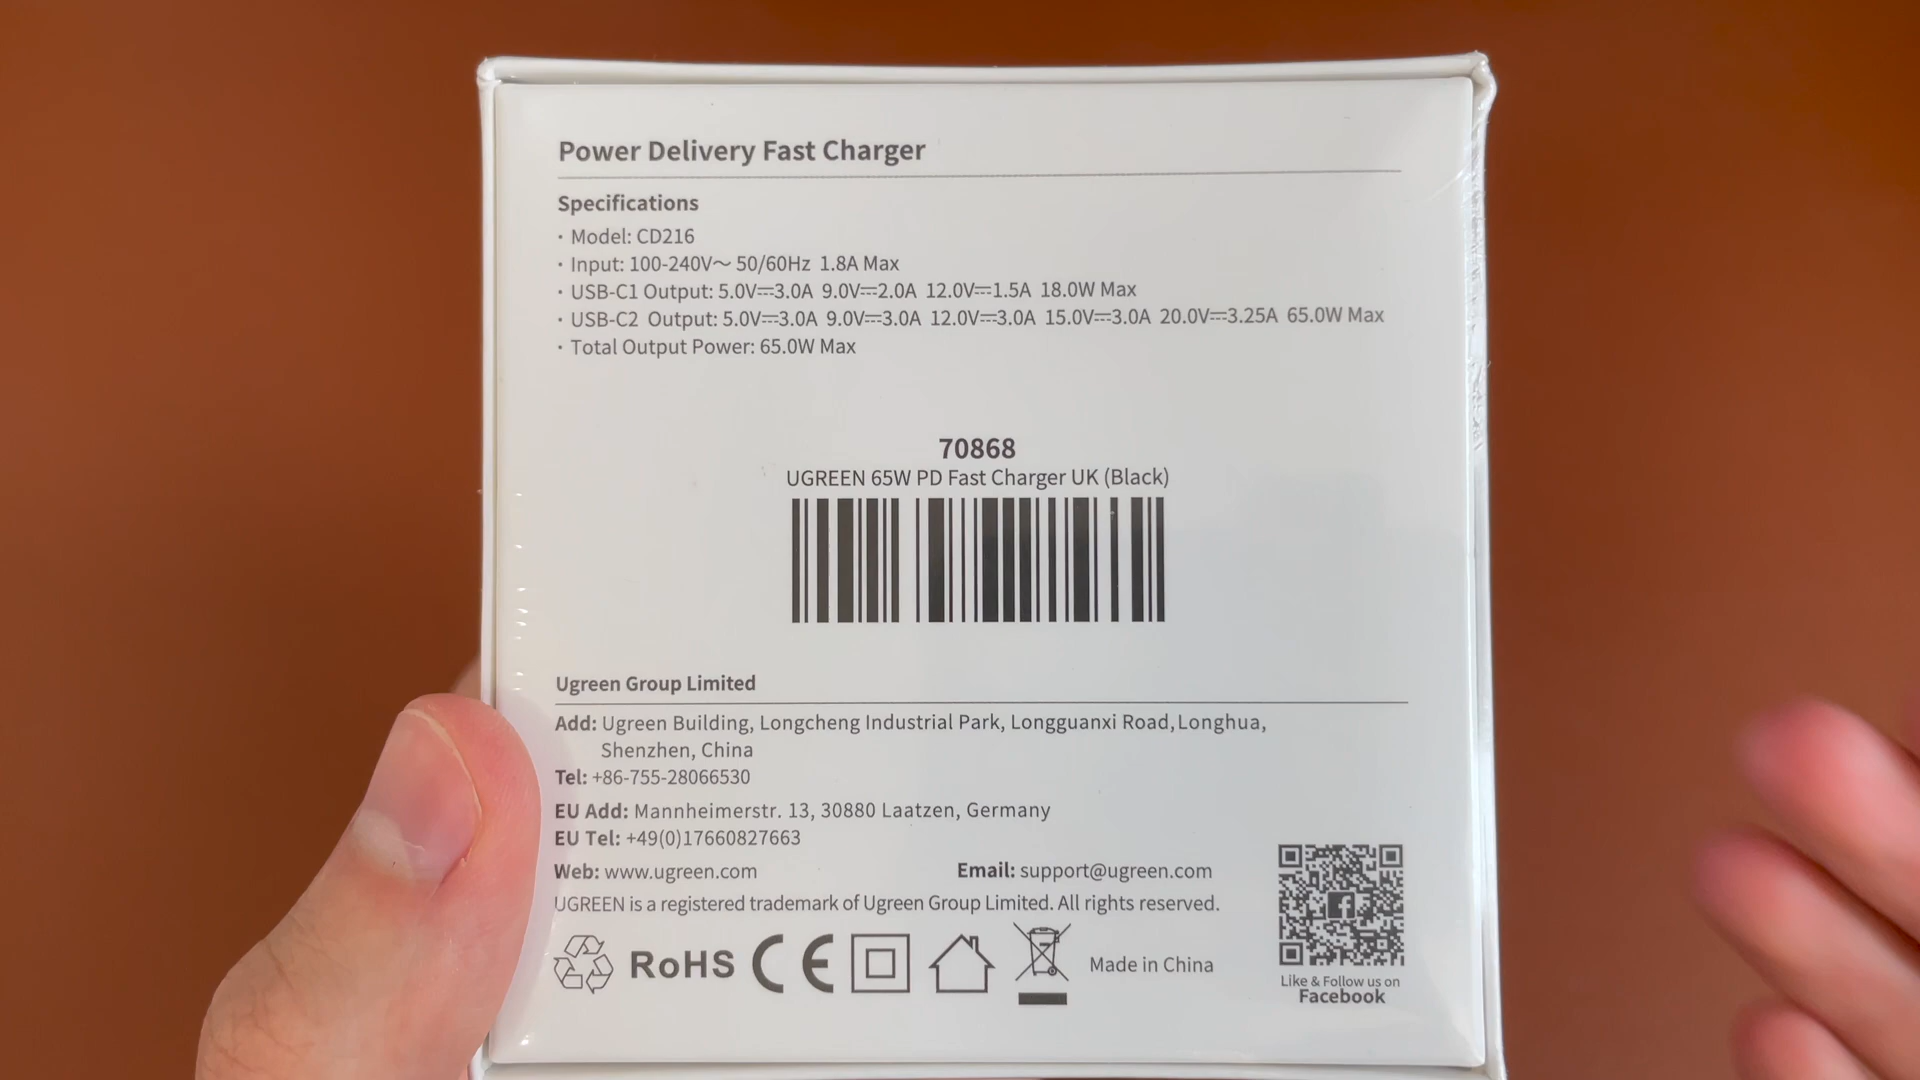 Power Delivery Fast Charger
Specifications
· Model: CD216
· Input: 100-240V～ 50/60Hz 1.8A Max
· USB-C1 Output: 5.0V⎓3.0A 9.0V⎓2.0A 12.0V⎓1.5A 18.0W Max
· USB-C2 Output: 5.0V⎓3.0A 9.0V⎓3.0A 12.0V⎓3.0A 15.0V⎓3.0A 20.0V⎓3.25A 65.0W Max
· Total Output Power: 65.0W Max
70868
UGREEN 65W PD Fast Charger UK (Black)
Ugreen Group Limited
Add: Ugreen Building, Longcheng Industrial Park, Longguanxi Road, Longhua,
Shenzhen, China
Tel: +86-755-28066530
EU Add: Mannheimerstr. 13, 30880 Laatzen, Germany
EU Tel: +49(0)17660827663
Web: www.ugreen.com Email: support@ugreen.com
UGREEN is a registered trademark of Ugreen Group Limited. All rights reserved.
RoHS CE Made in China
Like & Follow us on
Facebook